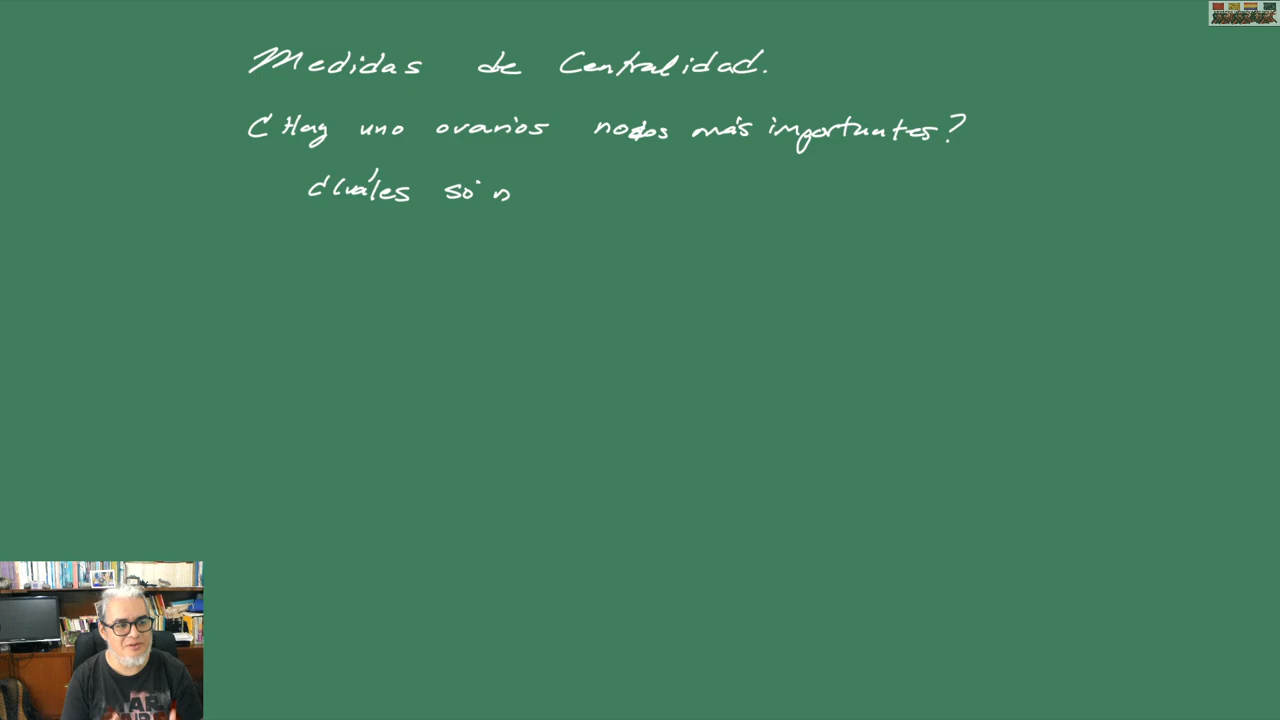 Medidas de Centralidad.
¿Hay uno o varios nodos más importantes?
¿Cuáles son